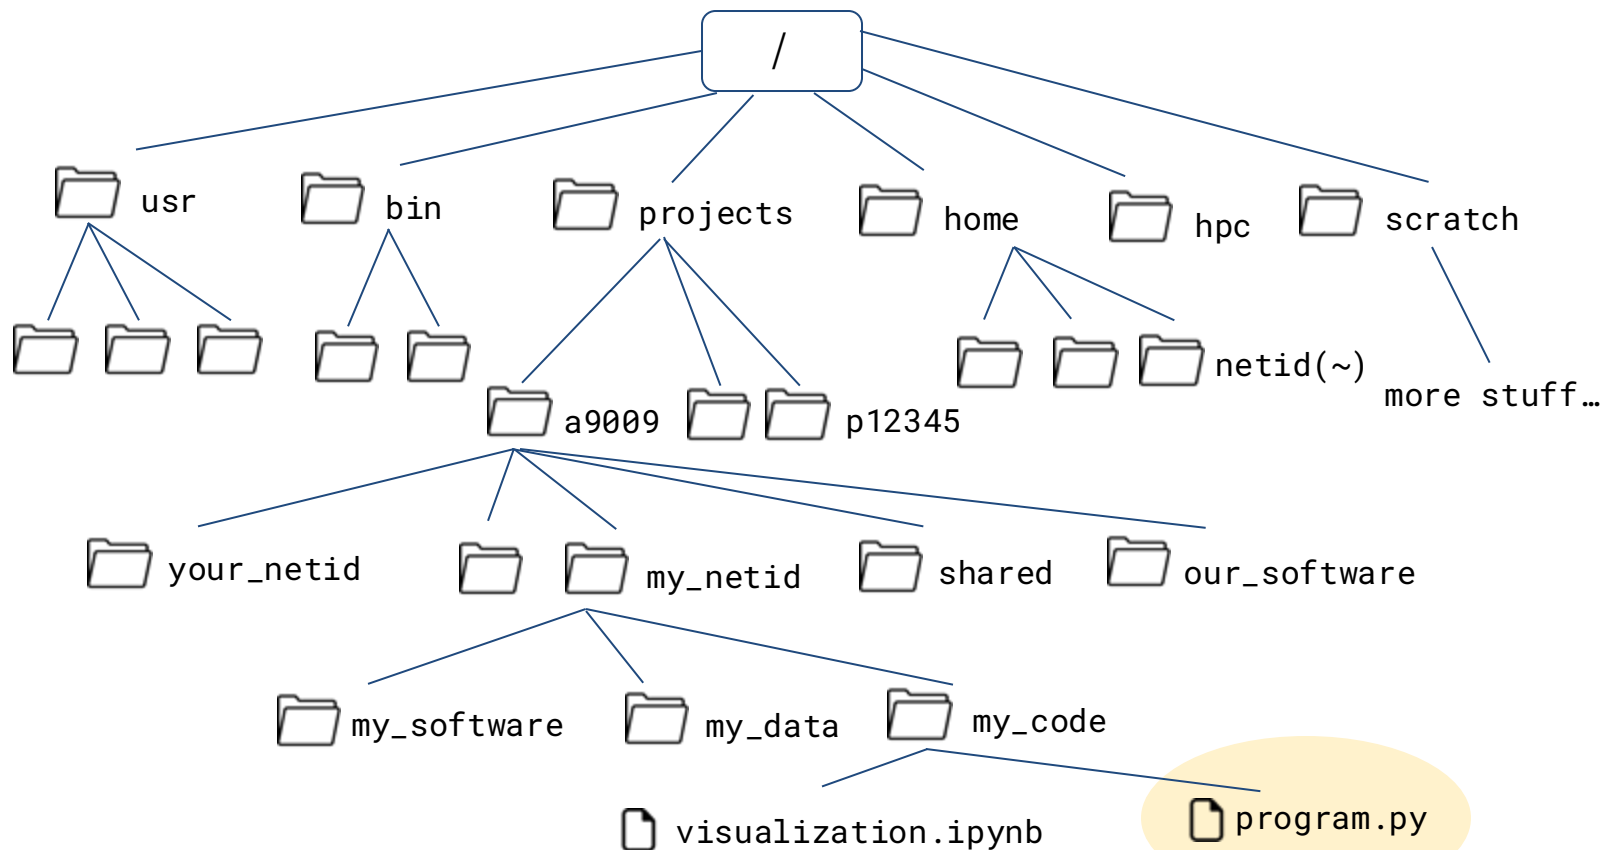 /
usr
bin
projects
home
hpc
scratch
netid(~)
more stuff…
a9009
p12345
your_netid
my_netid
shared
our_software
my_software
my_data
my_code
visualization.ipynb
program.py